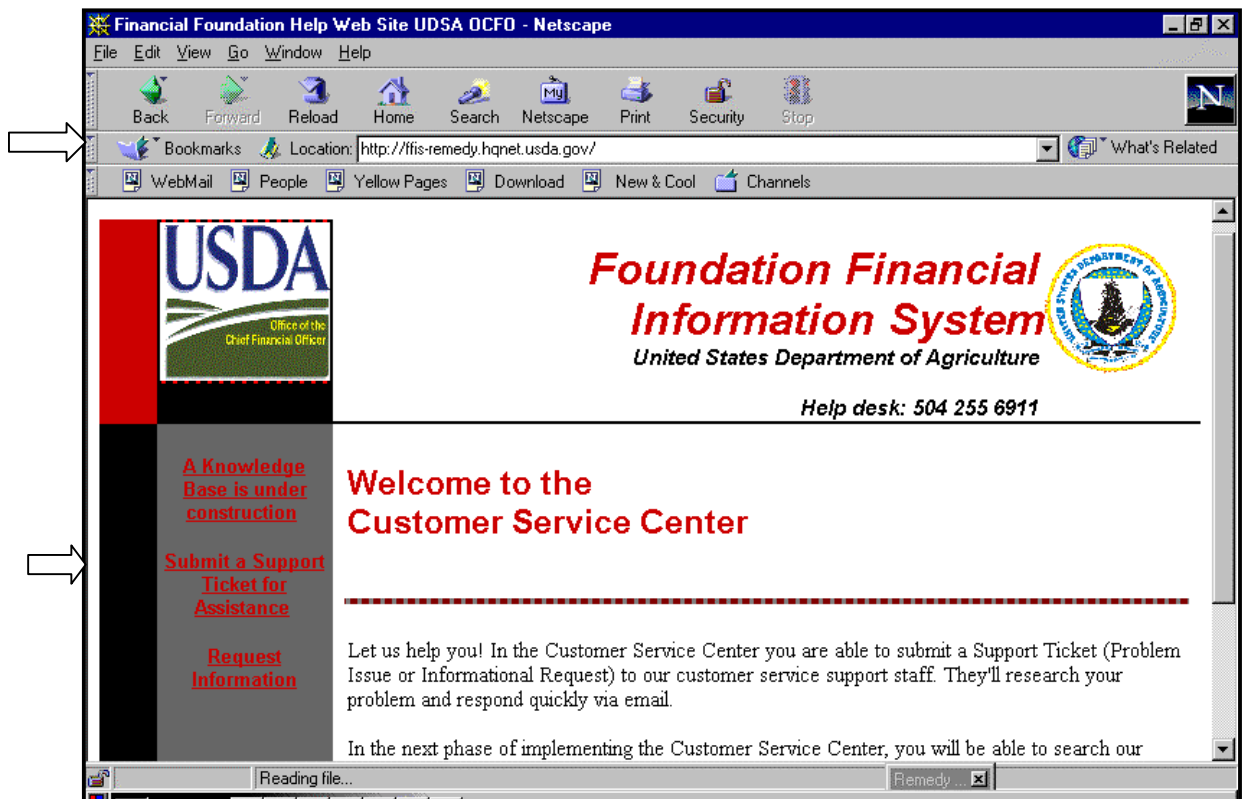 Financial Foundation Help Web Site UDSA OCFO - Netscape
File Edit View Go Window Help
Back Forward Reload Home Search Netscape Print Security Stop
My
N
Bookmarks Location: http://ffis-remedy.hqnet.usda.gov/ What's Related
WebMail People Yellow Pages Download New & Cool Channels
USDA
Office of the
Chief Financial Officer
Foundation Financial
Information System
United States Department of Agriculture
UNITED STATES DEPARTMENT OF AGRICULTURE
Help desk: 504 255 6911
A Knowledge
Base is under
construction
Submit a Support
Ticket for
Assistance
Request
Information
Welcome to the
Customer Service Center
Let us help you! In the Customer Service Center you are able to submit a Support Ticket (Problem
Issue or Informational Request) to our customer service support staff. They'll research your
problem and respond quickly via email.
In the next phase of implementing the Customer Service Center, you will be able to search our
Reading file...
Remedy ...